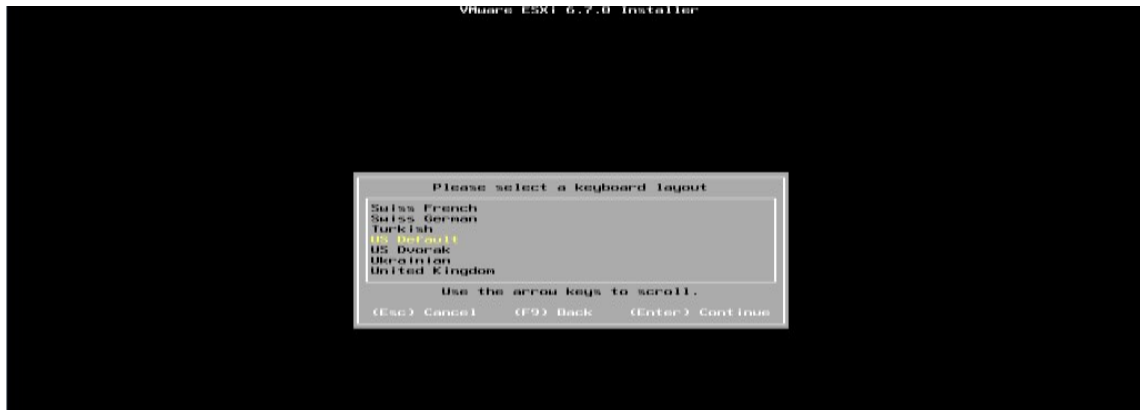 VMware ESXi 6.7.0 Installer
Please select a keyboard layout
Swiss French
Swiss German
Turkish
US Default
US Dvorak
Ukrainian
United Kingdom
Use the arrow keys to scroll.
(Esc) Cancel (F9) Back (Enter) Continue